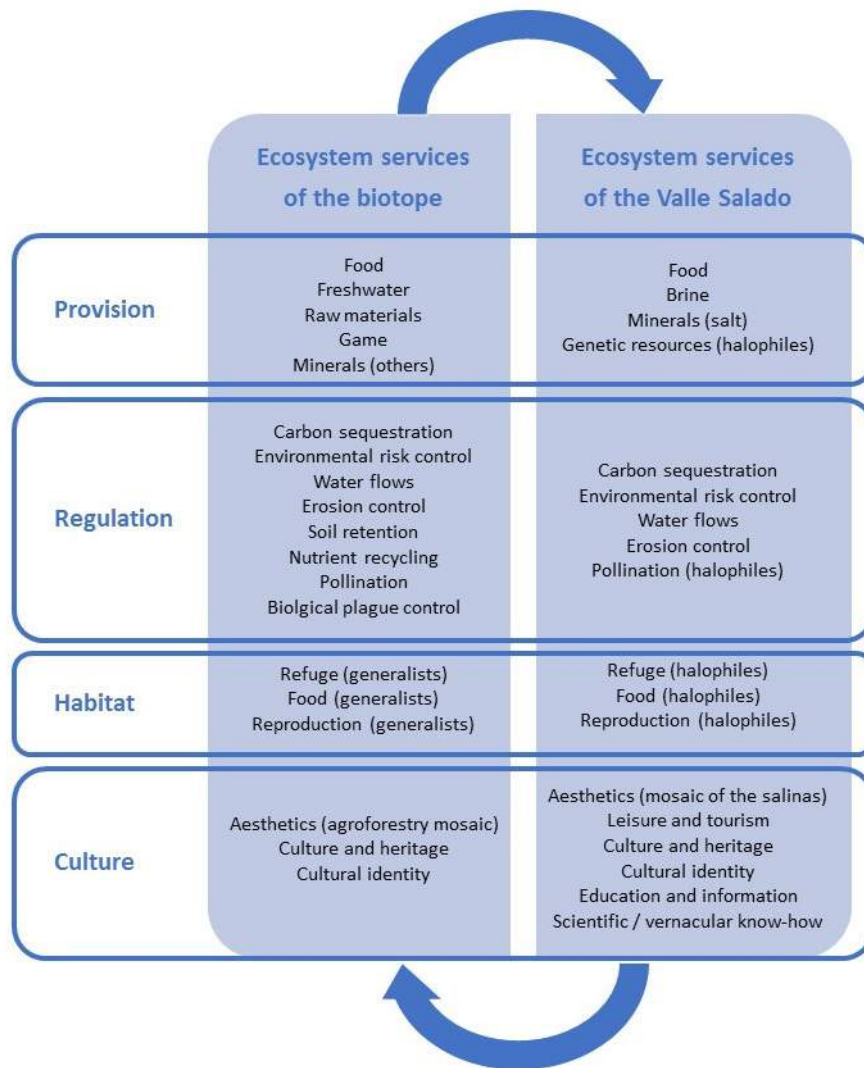 Ecosystem services
of the biotope
Ecosystem services
of the Valle Salado
Provision
Food
Freshwater
Raw materials
Game
Minerals (others)
Food
Brine
Minerals (salt)
Genetic resources (halophiles)
Regulation
Carbon sequestration
Environmental risk control
Water flows
Erosion control
Soil retention
Nutrient recycling
Pollination
Biolgical plague control
Carbon sequestration
Environmental risk control
Water flows
Erosion control
Pollination (halophiles)
Habitat
Refuge (generalists)
Food (generalists)
Reproduction (generalists)
Refuge (halophiles)
Food (halophiles)
Reproduction (halophiles)
Culture
Aesthetics (agroforestry mosaic)
Culture and heritage
Cultural identity
Aesthetics (mosaic of the salinas)
Leisure and tourism
Culture and heritage
Cultural identity
Education and information
Scientific / vernacular know-how